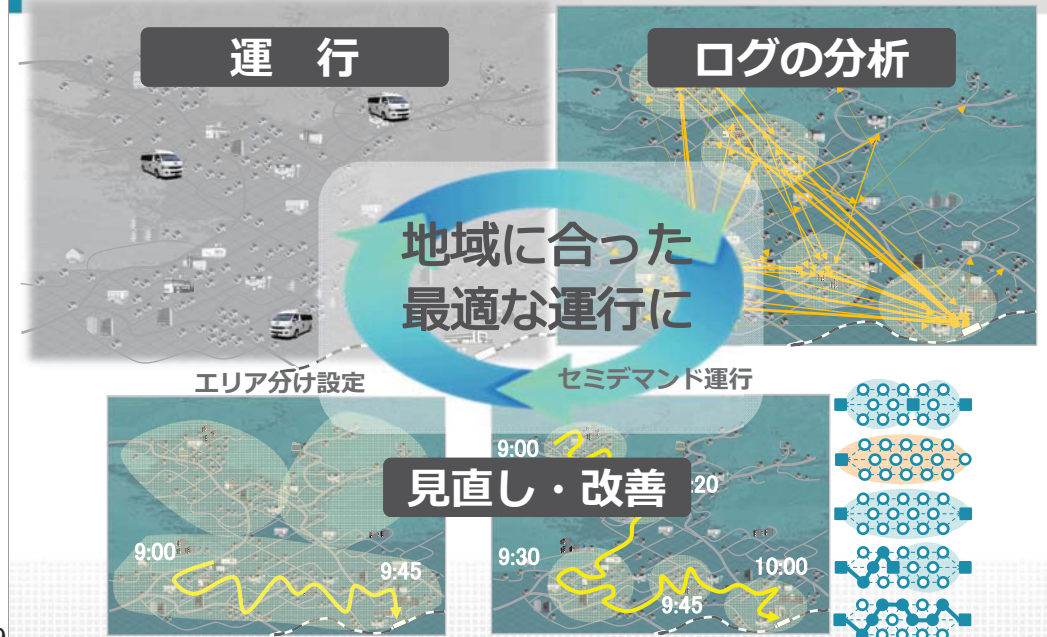 運 行
ログの分析
地域に合った
最適な運行に
エリア分け設定
セミデマンド運行
9:00
見直し・改善
:20
9:00
9:45
9:30
10:00
9:45